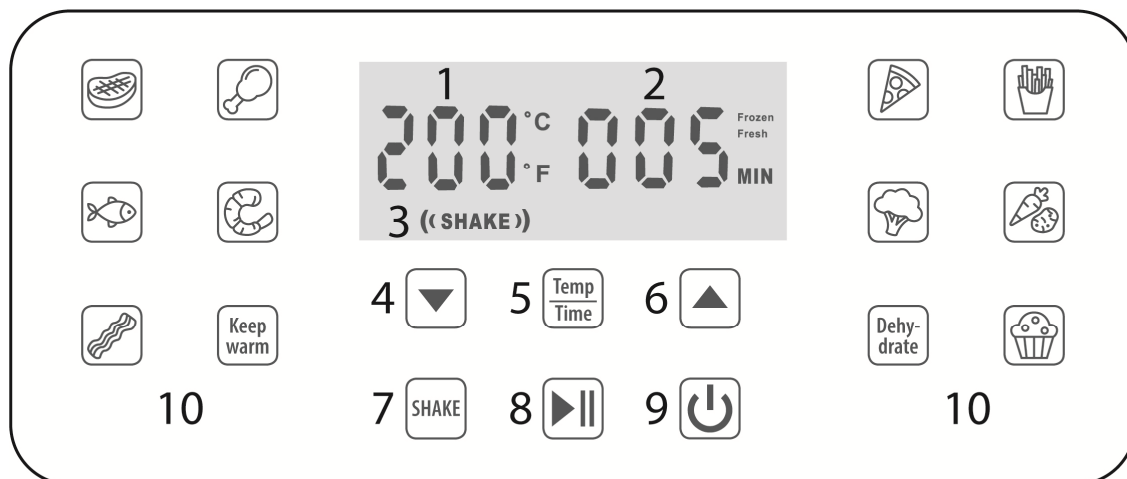 1
2
200 °C
°F
005 Frozen
Fresh
MIN
3 ((SHAKE))
4
5 Temp
Time
6
Keep
warm
Dehy-
drate
7 SHAKE
8
9
10
10